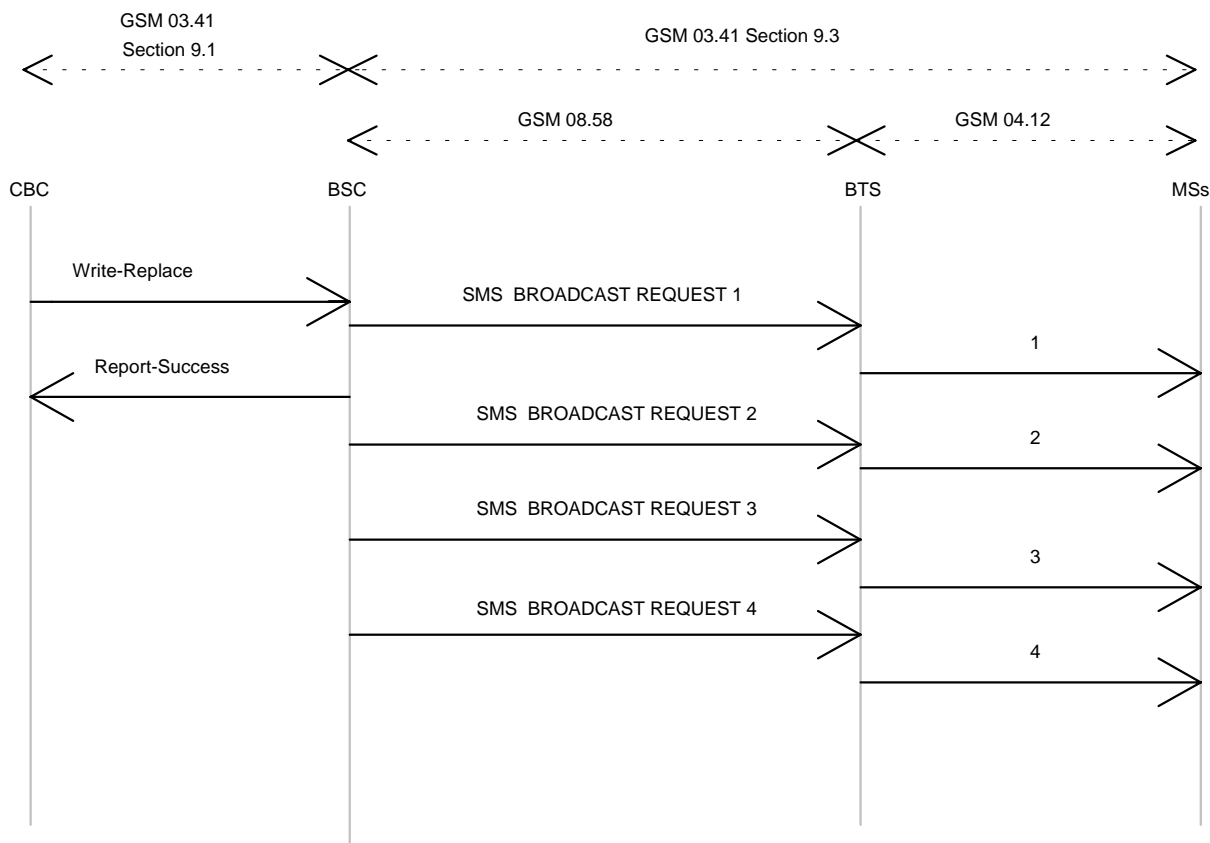 GSM 03.41
Section 9.1
GSM 03.41 Section 9.3
GSM 08.58
GSM 04.12
CBC
BSC
BTS
MSs
Write-Replace
SMS BROADCAST REQUEST 1
1
Report-Success
SMS BROADCAST REQUEST 2
2
SMS BROADCAST REQUEST 3
3
SMS BROADCAST REQUEST 4
4